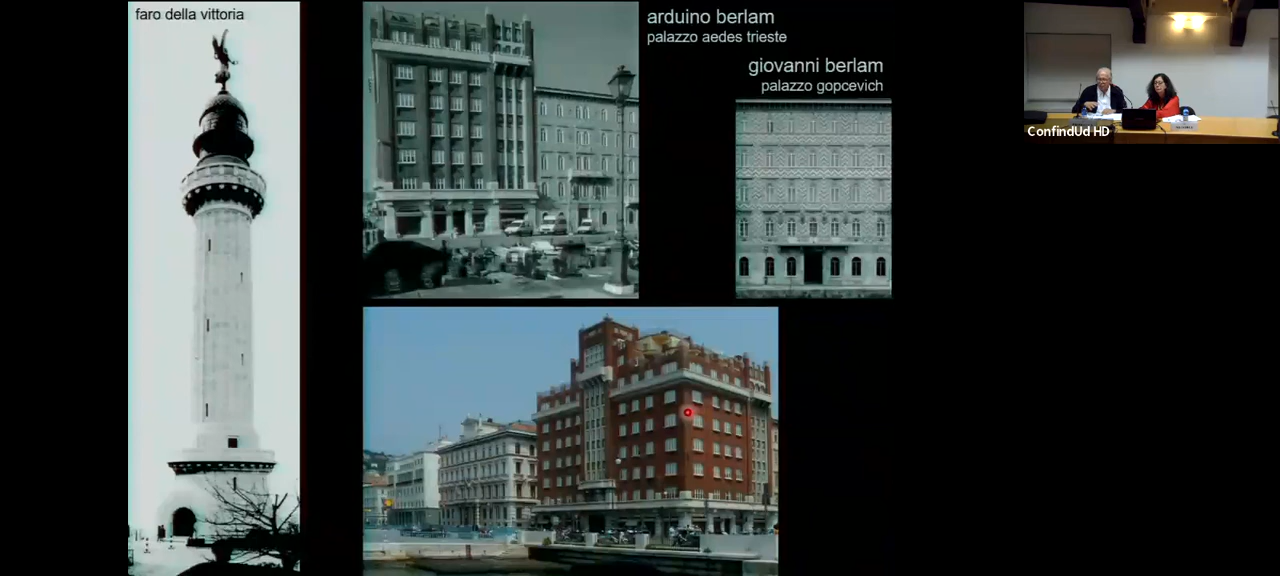 faro della vittoria
arduino berlam
palazzo aedes trieste
giovanni berlam
palazzo gopcevich
ConfindUd HD